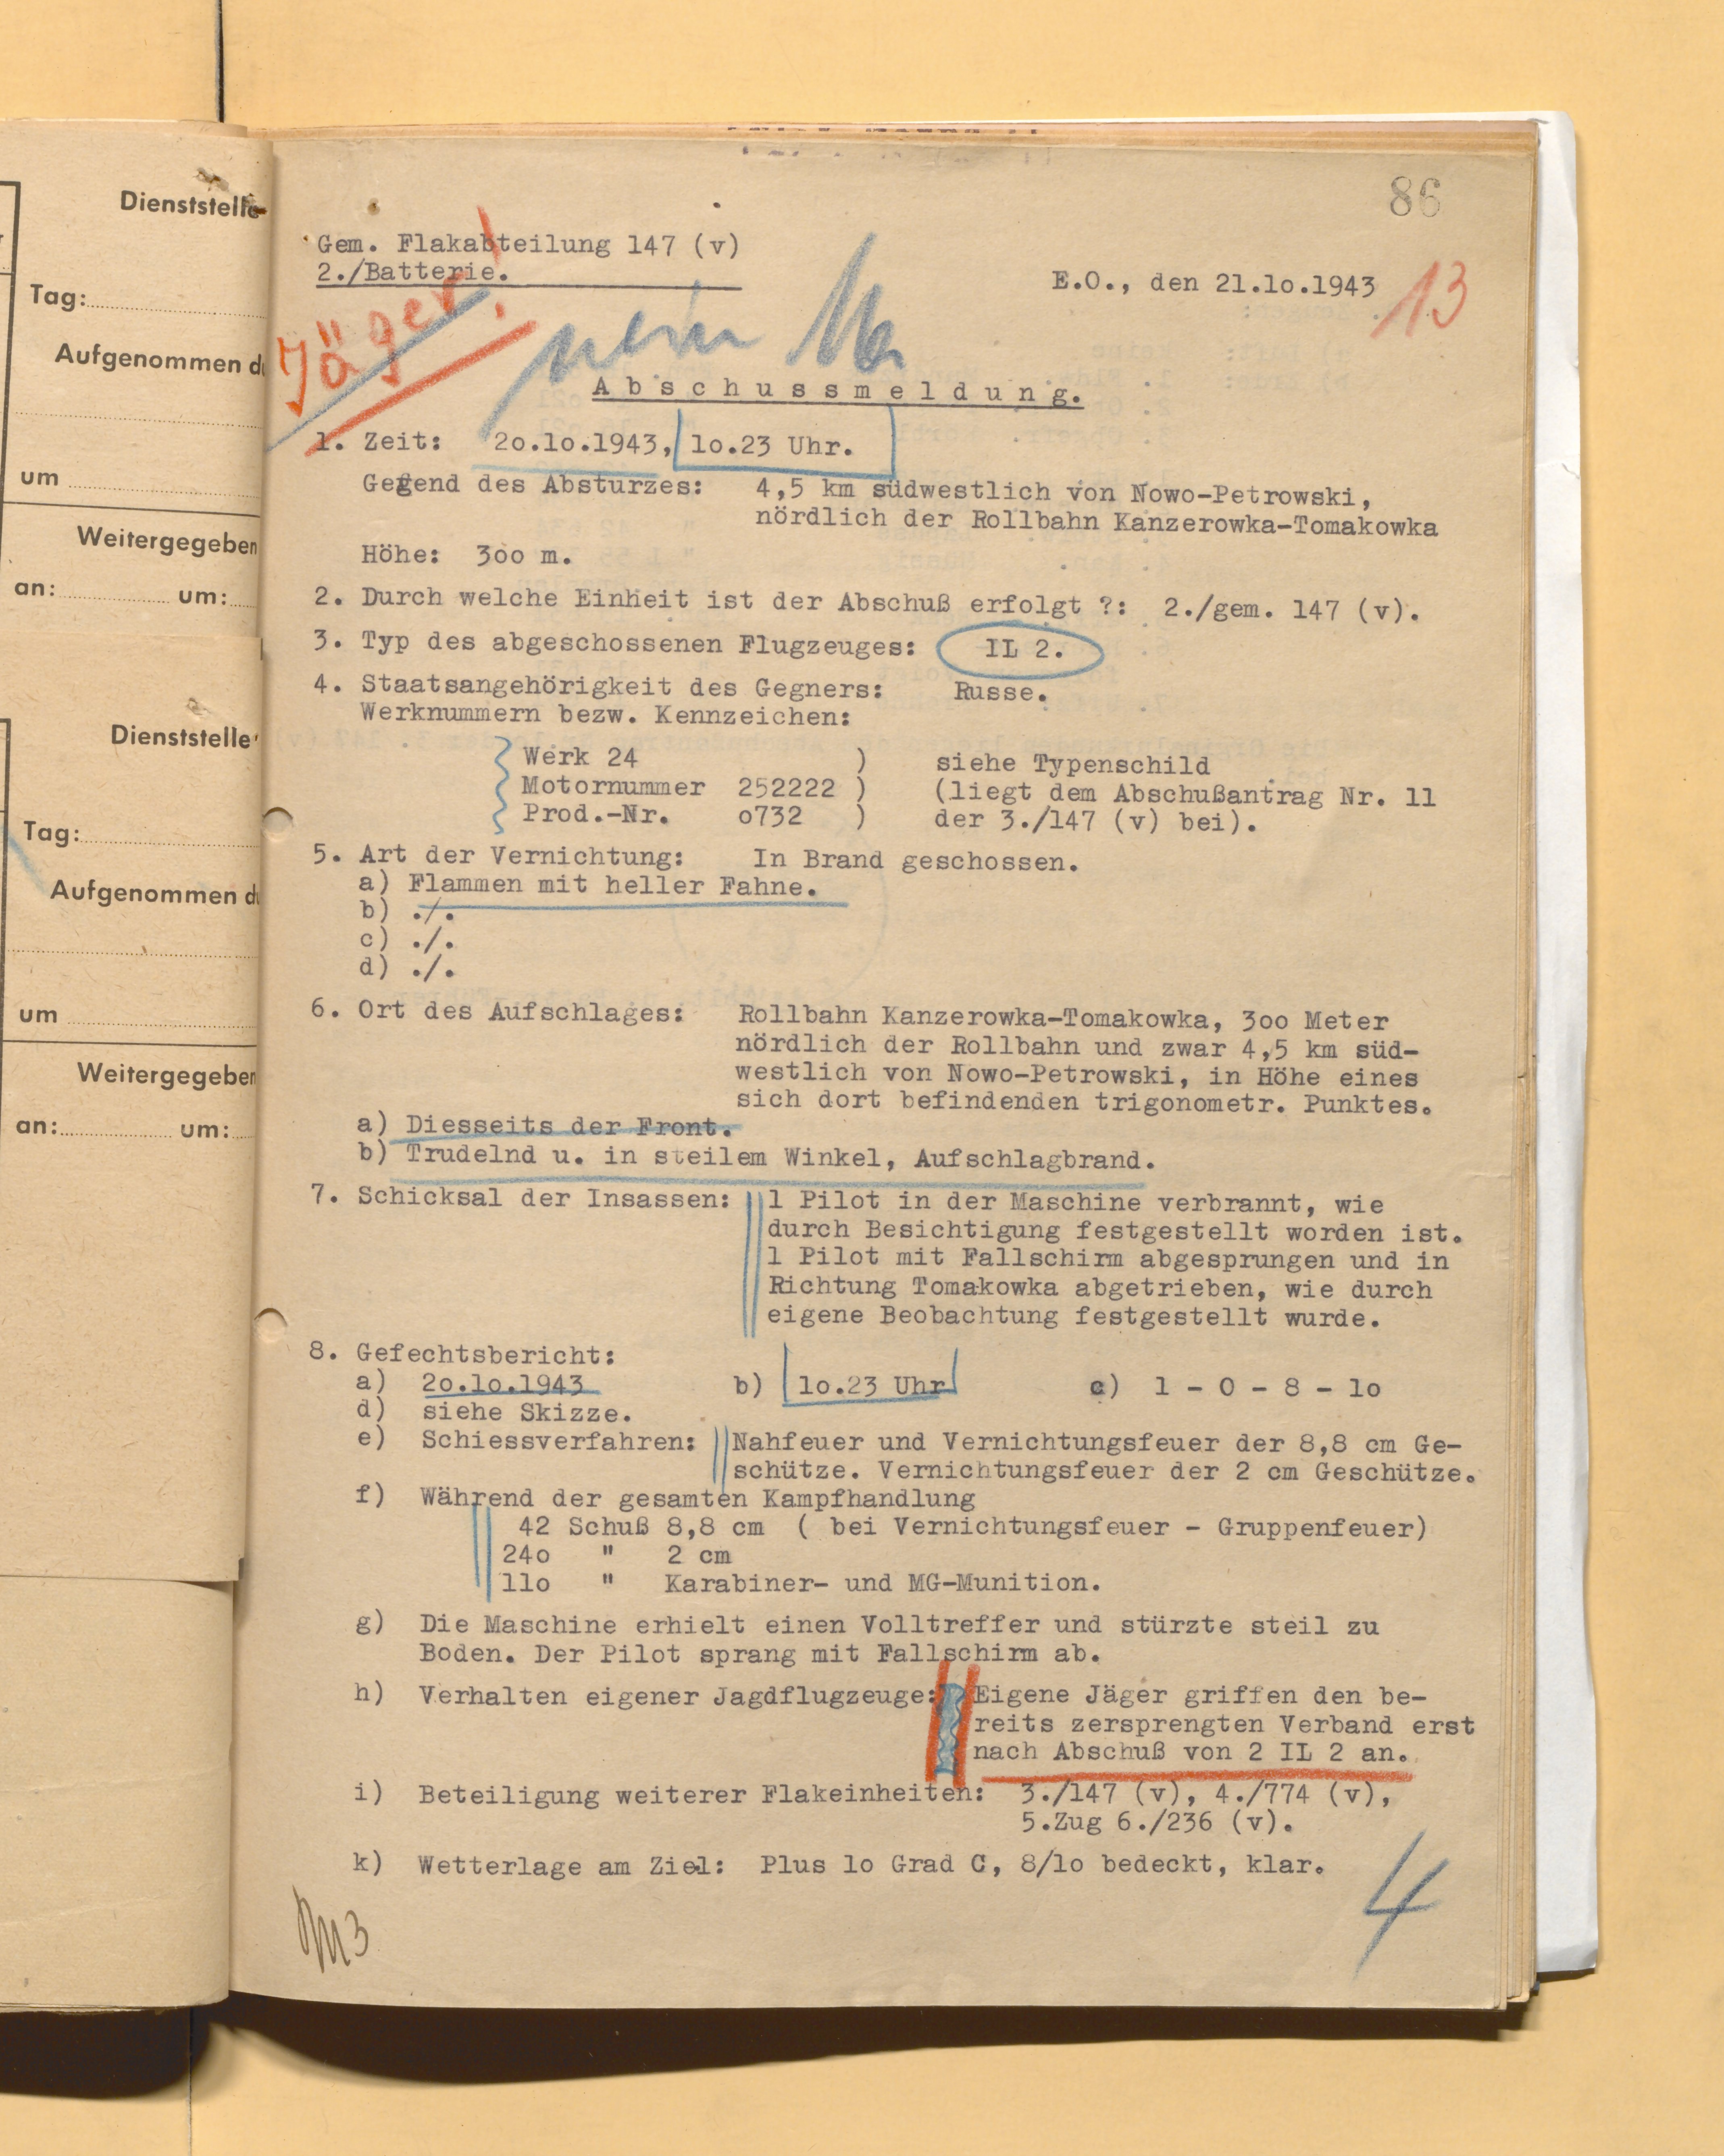 Dienststelle
Tag:
Aufgenommen
um
Weitergegeben
an: um:
Dienststelle
Tag:
Aufgenommen
um
Weitergegeben
an: um:
86
Gem. Flakabteilung 147 (v)
2./Batterie.
E.O., den 21.1o.1943
13
Jäger!
nein
Abschussmeldung.
1. Zeit: 2o.1o.1943, 1o.23 Uhr.
Gegend des Absturzes: 4,5 km südwestlich von Nowo-Petrowski,
nördlich der Rollbahn Kanzerowka-Tomakowka
Höhe: 3oo m.
2. Durch welche Einheit ist der Abschuß erfolgt ?: 2./gem. 147 (v).
3. Typ des abgeschossenen Flugzeuges: IL 2.
4. Staatsangehörigkeit des Gegners: Russe.
Werknummern bezw. Kennzeichen:
Werk 24 ) siehe Typenschild
Motornummer 252222 ) (liegt dem Abschußantrag Nr. 11
Prod.-Nr. o732 ) der 3./147 (v) bei).
5. Art der Vernichtung: In Brand geschossen.
a) Flammen mit heller Fahne.
b) ./.
c) ./.
d) ./.
6. Ort des Aufschlages: Rollbahn Kanzerowka-Tomakowka, 3oo Meter
nördlich der Rollbahn und zwar 4,5 km süd-
westlich von Nowo-Petrowski, in Höhe eines
sich dort befindenden trigonometr. Punktes.
a) Diesseits der Front.
b) Trudelnd u. in steilem Winkel, Aufschlagbrand.
7. Schicksal der Insassen: 1 Pilot in der Maschine verbrannt, wie
durch Besichtigung festgestellt worden ist.
1 Pilot mit Fallschirm abgesprungen und in
Richtung Tomakowka abgetrieben, wie durch
eigene Beobachtung festgestellt wurde.
8. Gefechtsbericht:
a) 2o.1o.1943 b) 1o.23 Uhr c) 1 - 0 - 8 - 1o
d) siehe Skizze.
e) Schiessverfahren: Nahfeuer und Vernichtungsfeuer der 8,8 cm Ge-
schütze. Vernichtungsfeuer der 2 cm Geschütze.
f) Während der gesamten Kampfhandlung
42 Schuß 8,8 cm ( bei Vernichtungsfeuer - Gruppenfeuer)
24o " 2 cm
11o " Karabiner- und MG-Munition.
g) Die Maschine erhielt einen Volltreffer und stürzte steil zu
Boden. Der Pilot sprang mit Fallschirm ab.
h) Verhalten eigener Jagdflugzeuge: Eigene Jäger griffen den be-
reits zersprengten Verband erst
nach Abschuß von 2 IL 2 an.
i) Beteiligung weiterer Flakeinheiten: 3./147 (v), 4./774 (v),
5.Zug 6./236 (v).
k) Wetterlage am Ziel: Plus 1o Grad C, 8/1o bedeckt, klar.
4